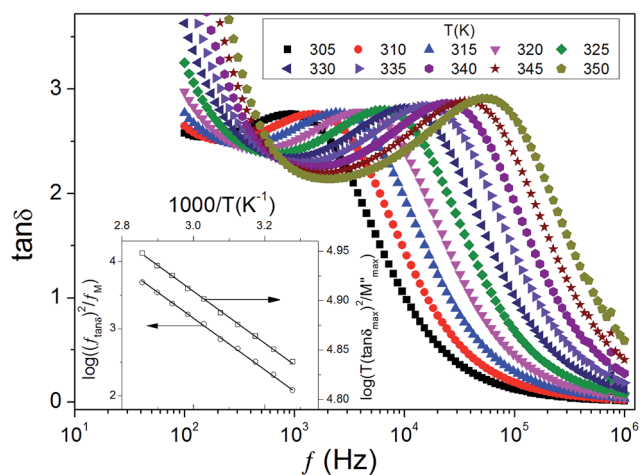 T(K)
305 310 315 320 325
330 335 340 345 350
tanδ
3
2
1
0
10¹ 10² 10³ 10⁴ 10⁵ 10⁶
f (Hz)
1000/T(K⁻¹)
2.8 3.0 3.2
log((f_tanδ)²/f_M)
4
3
2
4.95
4.90
4.85
4.80
log(T(tanδ_max)²/M"_max)